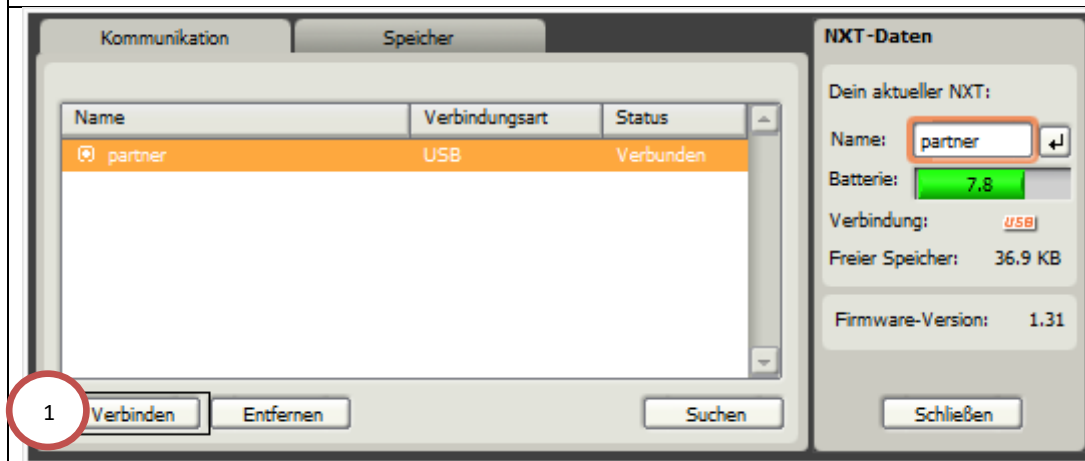 Kommunikation
Speicher
Name Verbindungsart Status
partner USB Verbunden
1
Verbinden Entfernen Suchen
NXT-Daten
Dein aktueller NXT:
Name: partner
Batterie: 7.8
Verbindung: USB
Freier Speicher: 36.9 KB
Firmware-Version: 1.31
Schließen